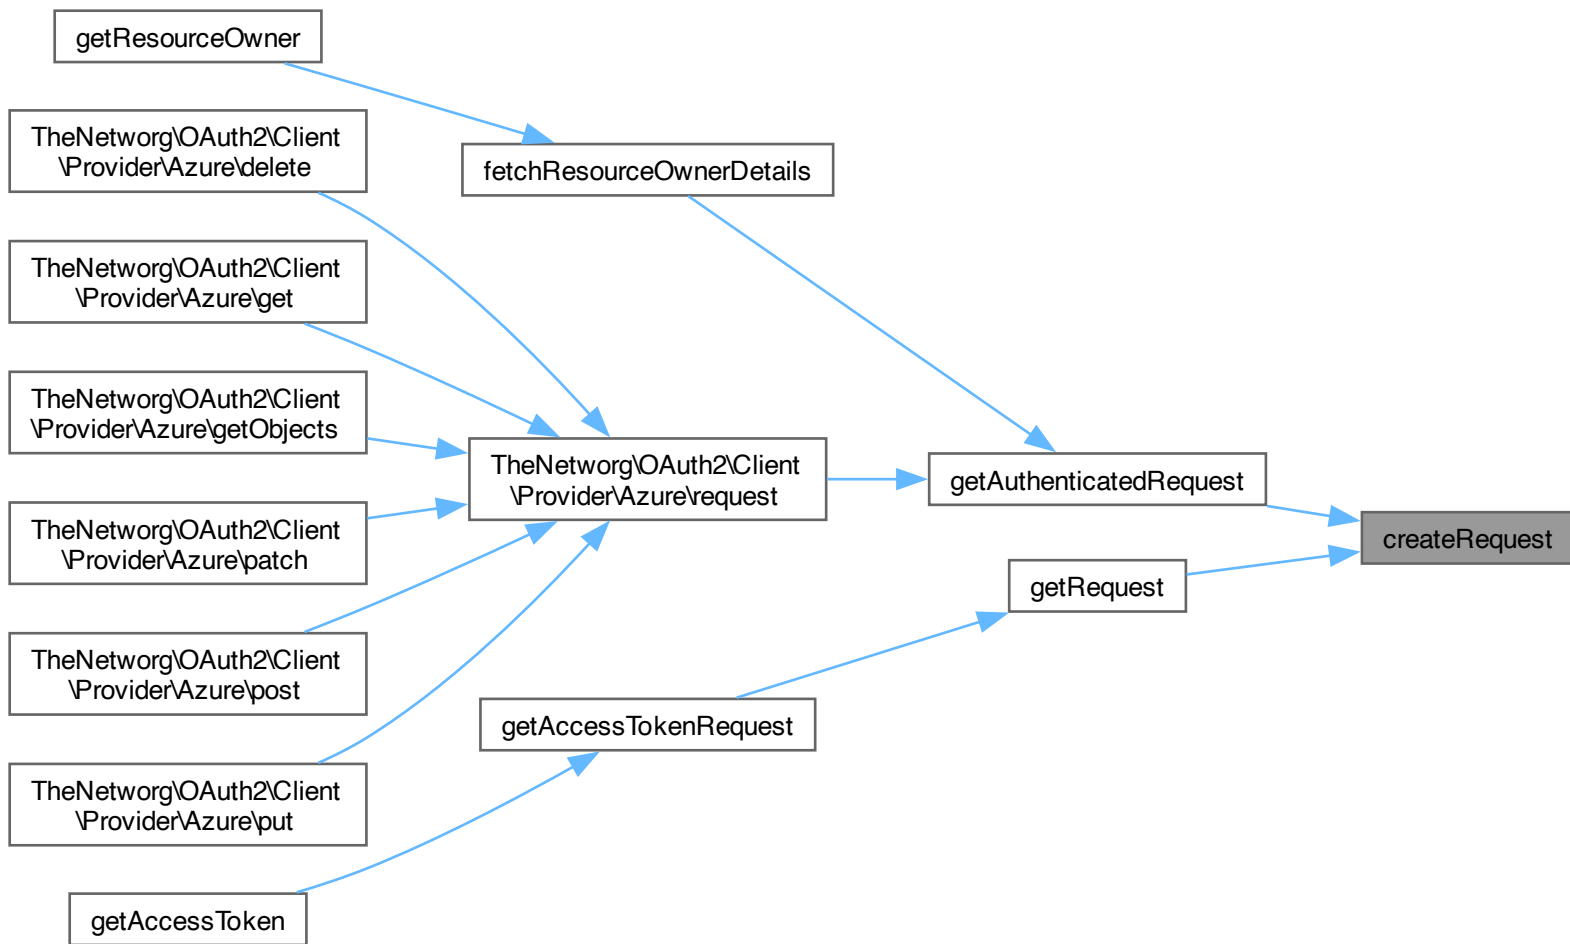 getResourceOwner
TheNetworg\OAuth2\Client
\Provider\Azure\delete
fetchResourceOwnerDetails
TheNetworg\OAuth2\Client
\Provider\Azure\get
TheNetworg\OAuth2\Client
\Provider\Azure\getObjects
TheNetworg\OAuth2\Client
\Provider\Azure\request
getAuthenticatedRequest
createRequest
TheNetworg\OAuth2\Client
\Provider\Azure\patch
getRequest
TheNetworg\OAuth2\Client
\Provider\Azure\post
getAccessTokenRequest
TheNetworg\OAuth2\Client
\Provider\Azure\put
getAccessToken